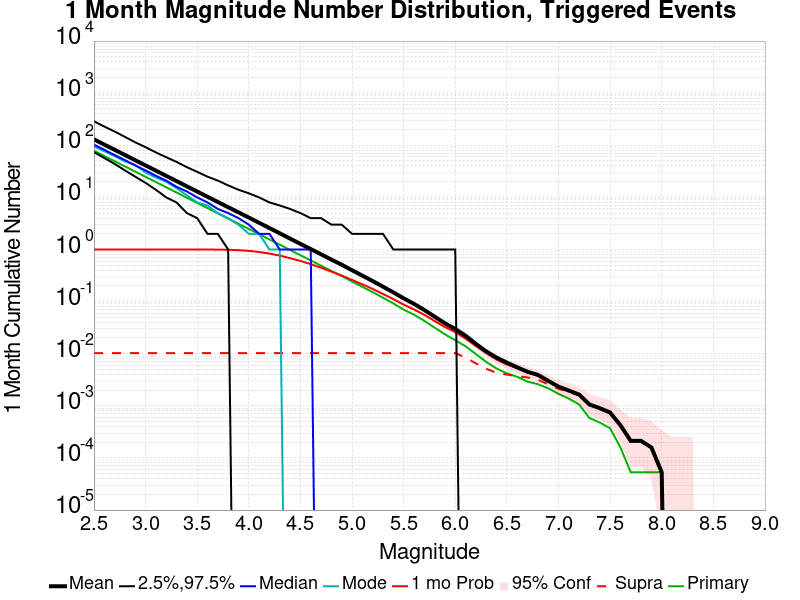 1 Month Magnitude Number Distribution, Triggered Events
1 Month Cumulative Number
10^4
10^3
10^2
10^1
10^0
10^-1
10^-2
10^-3
10^-4
10^-5
2.5 3.0 3.5 4.0 4.5 5.0 5.5 6.0 6.5 7.0 7.5 8.0 8.5 9.0
Magnitude
Mean 2.5%,97.5% Median Mode 1 mo Prob 95% Conf Supra Primary